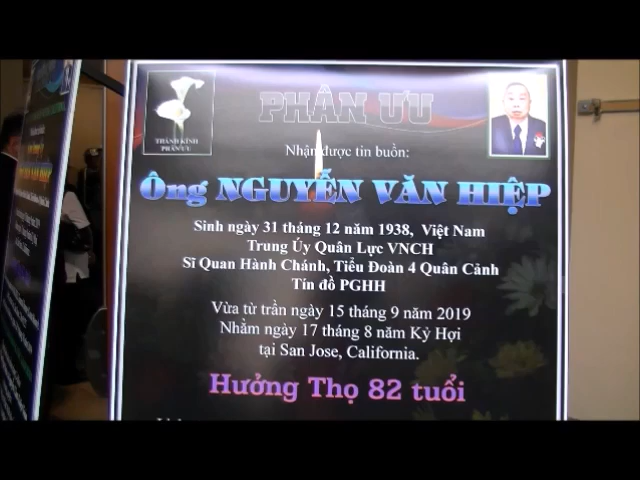 PHÂN ƯU
THÀNH KÍNH
PHÂN ƯU
Nhận được tin buồn:
Ông NGUYỄN VĂN HIỆP
Sinh ngày 31 tháng 12 năm 1938, Việt Nam
Trung Úy Quân Lực VNCH
Sĩ Quan Hành Chánh, Tiểu Đoàn 4 Quân Cảnh
Tín đồ PGHH
Vừa từ trần ngày 15 tháng 9 năm 2019
Nhằm ngày 17 tháng 8 năm Kỷ Hợi
tại San Jose, California.
Hưởng Thọ 82 tuổi